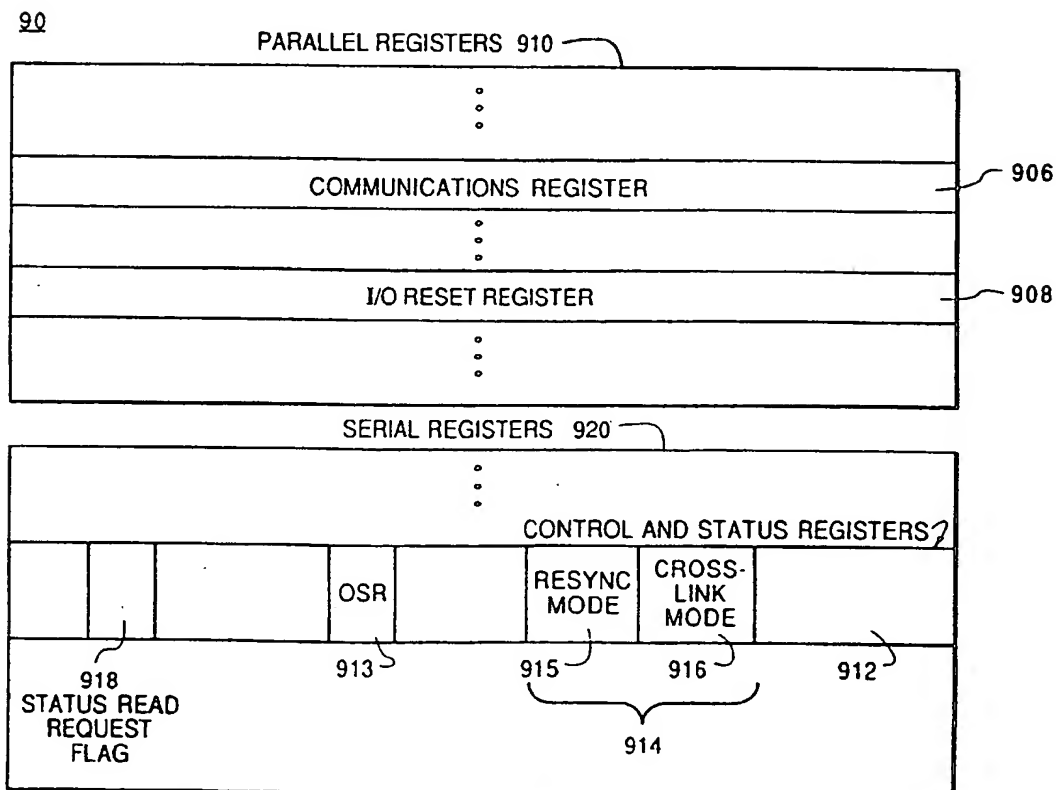 90
PARALLEL REGISTERS 910
COMMUNICATIONS REGISTER
906
I/O RESET REGISTER
908
SERIAL REGISTERS 920
CONTROL AND STATUS REGISTERS
OSR
RESYNC
MODE
CROSS-
LINK
MODE
918
STATUS READ
REQUEST
FLAG
913
915
916
912
914